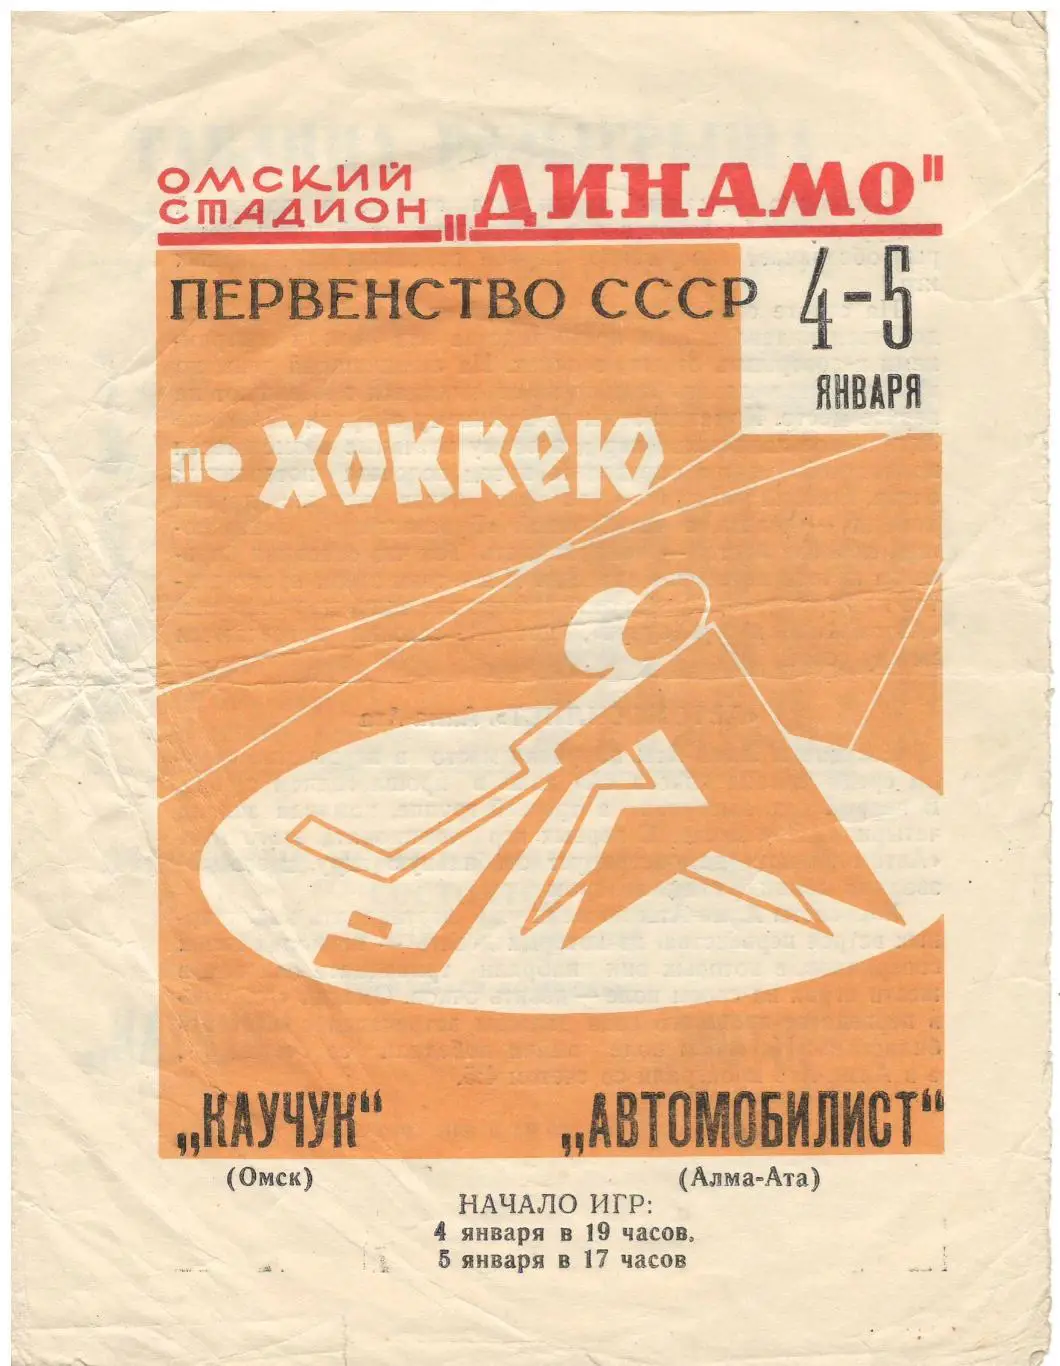 ОМСКИЙ
СТАДИОН „ДИНАМО"
ПЕРВЕНСТВО СССР
4-5
ЯНВАРЯ
по ХОККЕЮ
„КАУЧУК" „АВТОМОБИЛИСТ"
(Омск) (Алма-Ата)
НАЧАЛО ИГР:
4 января в 19 часов,
5 января в 17 часов